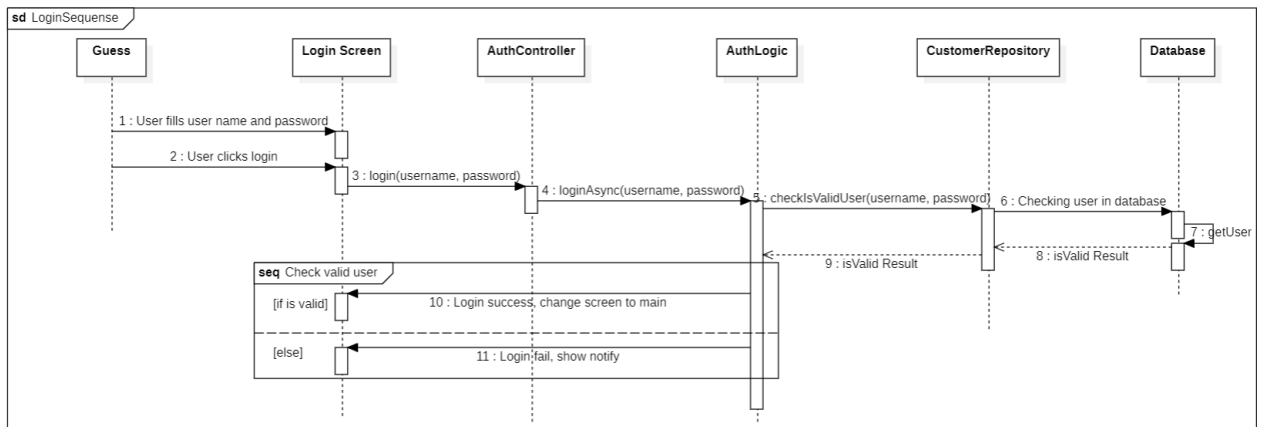 sd LoginSequense
Guess
Login Screen
AuthController
AuthLogic
CustomerRepository
Database
1 : User fills user name and password
2 : User clicks login
3 : login(username, password)
4 : loginAsync(username, password)
5 : checkIsValidUser(username, password)
6 : Checking user in database
7 : getUser
8 : isValid Result
9 : isValid Result
seq Check valid user
[if is valid]
10 : Login success, change screen to main
[else]
11 : Login fail, show notify